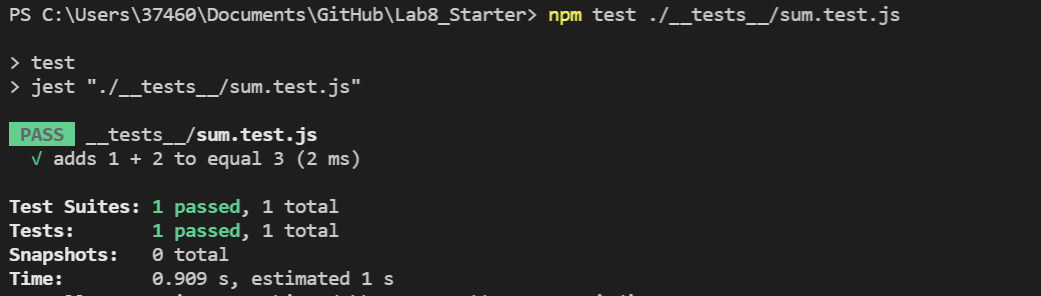 PS C:\Users\37460\Documents\GitHub\Lab8_Starter> npm test ./__tests__/sum.test.js
> test
> jest "./__tests__/sum.test.js"
PASS __tests__/sum.test.js
√ adds 1 + 2 to equal 3 (2 ms)
Test Suites: 1 passed, 1 total
Tests: 1 passed, 1 total
Snapshots: 0 total
Time: 0.909 s, estimated 1 s